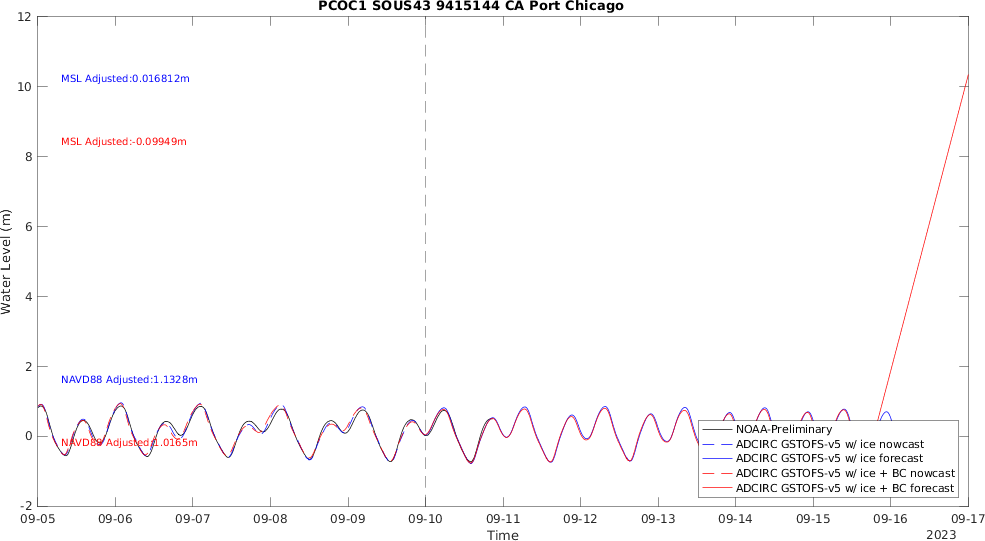 PCOC1 SOUS43 9415144 CA Port Chicago
12
10
8
6
4
2
0
-2
Water Level (m)
MSL Adjusted:0.016812m
MSL Adjusted:-0.09949m
NAVD88 Adjusted:1.1328m
NAVD88 Adjusted:1.0165m
NOAA-Preliminary
ADCIRC GSTOFS-v5 w/ ice nowcast
ADCIRC GSTOFS-v5 w/ ice forecast
ADCIRC GSTOFS-v5 w/ ice + BC nowcast
ADCIRC GSTOFS-v5 w/ ice + BC forecast
09-05 09-06 09-07 09-08 09-09 09-10 09-11 09-12 09-13 09-14 09-15 09-16 09-17
Time
2023